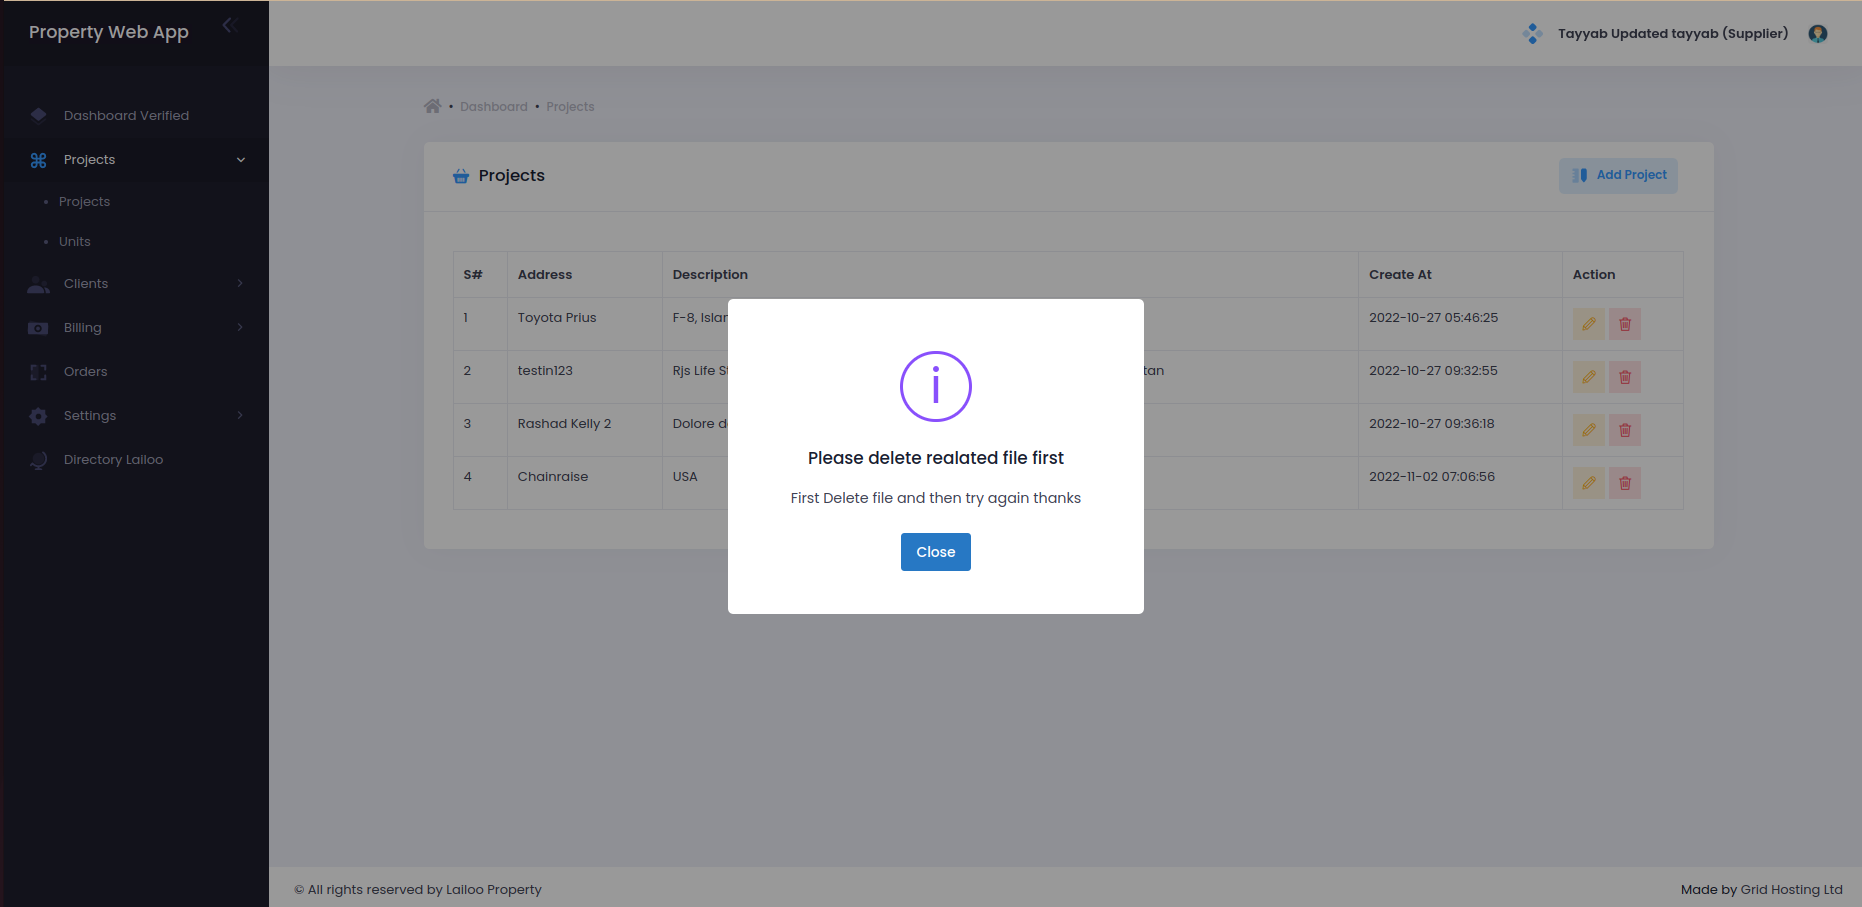 Property Web App
Tayyab Updated tayyab (Supplier)
Dashboard Verified
Projects
Projects
Units
Clients
Billing
Orders
Settings
Directory Lailoo
• Dashboard • Projects
Projects
Add Project
S# Address Description Create At Action
1 Toyota Prius F-8, 2022-10-27 05:46:25
2 testin123 Rjs Life 2022-10-27 09:32:55
3 Rashad Kelly 2 Dolore 2022-10-27 09:36:18
4 Chainraise USA 2022-11-02 07:06:56
i
Please delete realated file first
First Delete file and then try again thanks
Close
© All rights reserved by Lailoo Property
Made by Grid Hosting Ltd